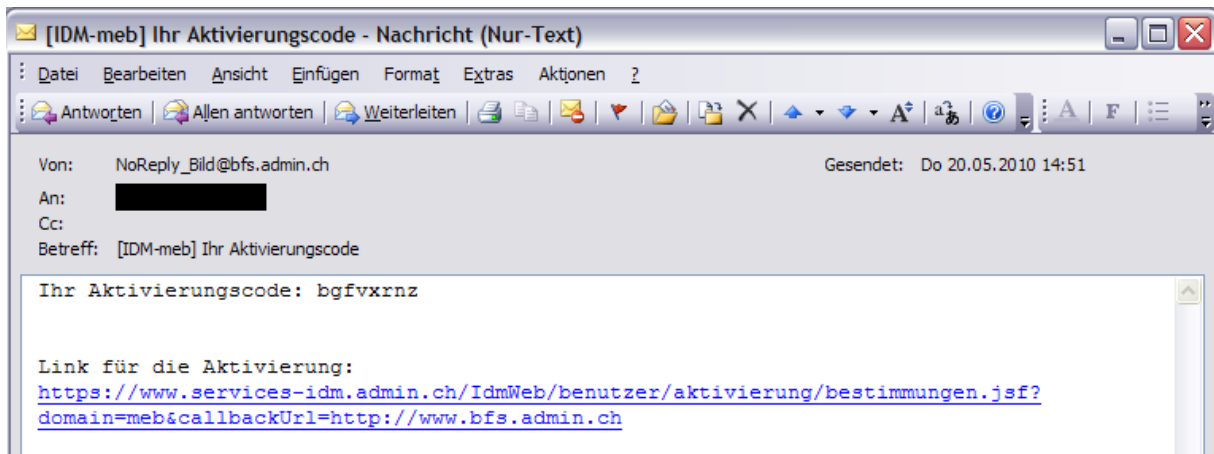 [IDM-meb] Ihr Aktivierungscode - Nachricht (Nur-Text)
Datei Bearbeiten Ansicht Einfügen Format Extras Aktionen ?
Antworten Allen antworten Weiterleiten A F
Von: NoReply_Bild@bfs.admin.ch Gesendet: Do 20.05.2010 14:51
An:
Cc:
Betreff: [IDM-meb] Ihr Aktivierungscode
Ihr Aktivierungscode: bgfvxrnz
Link für die Aktivierung:
https://www.services-idm.admin.ch/IdmWeb/benutzer/aktivierung/bestimmungen.jsf?
domain=meb&callbackUrl=http://www.bfs.admin.ch